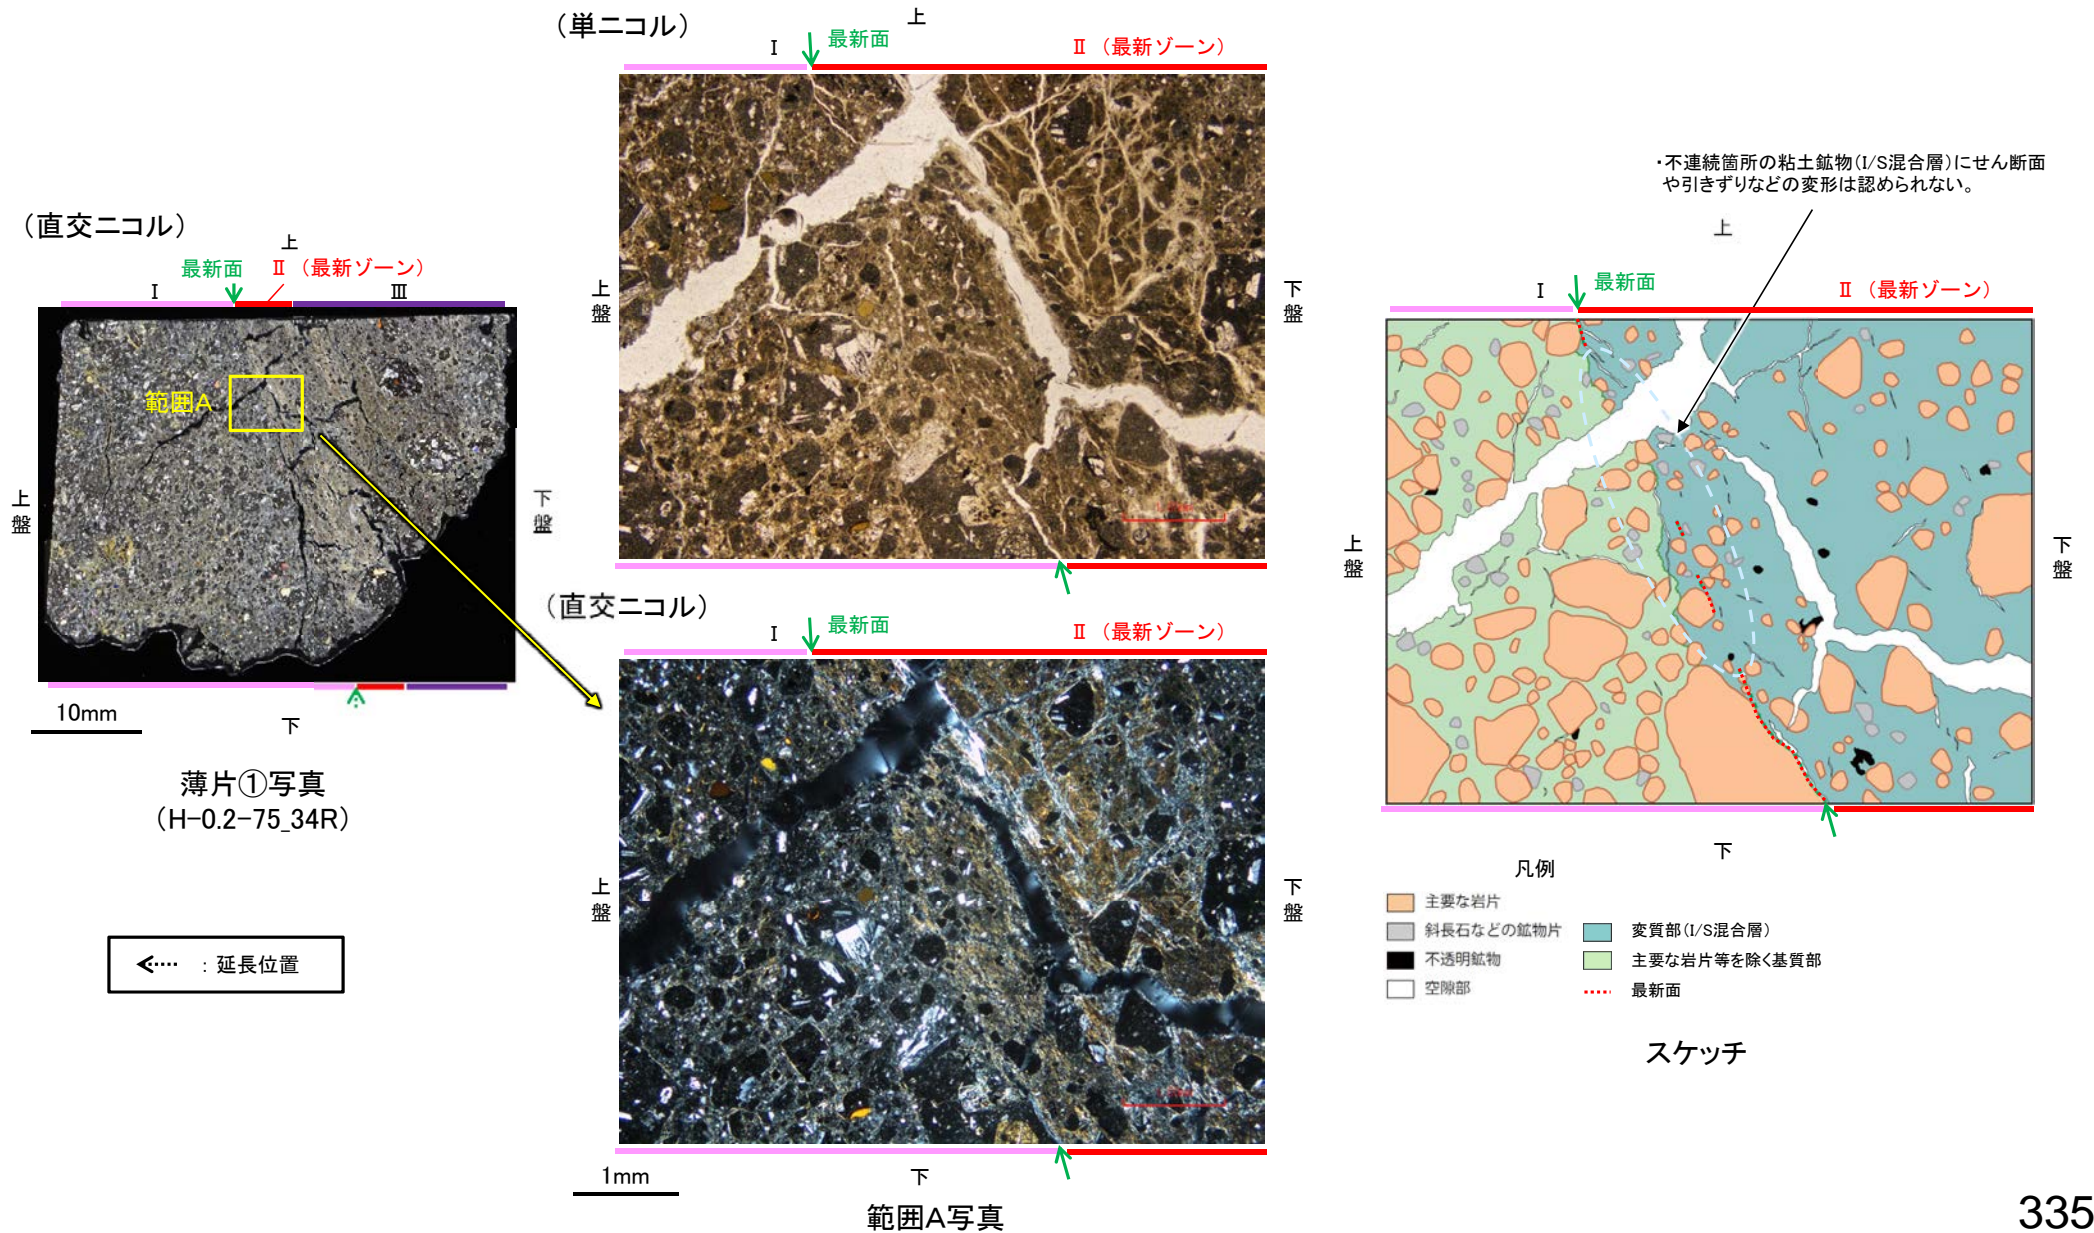 (直交ニコル)
上
最新面
Ⅱ (最新ゾーン)
Ⅰ
Ⅲ
範囲A
上盤
下盤
10mm
下
薄片①写真
(H-0.2-75_34R)
: 延長位置
(単ニコル)
上
Ⅰ
最新面
Ⅱ (最新ゾーン)
上盤
下盤
(直交ニコル)
Ⅰ
最新面
Ⅱ (最新ゾーン)
上盤
下盤
1mm
下
範囲A写真
・不連続箇所の粘土鉱物(I/S混合層)にせん断面
や引きずりなどの変形は認められない。
上
Ⅰ
最新面
Ⅱ (最新ゾーン)
上盤
下盤
下
凡例
主要な岩片
斜長石などの鉱物片
不透明鉱物
空隙部
変質部(I/S混合層)
主要な岩片等を除く基質部
最新面
スケッチ
335